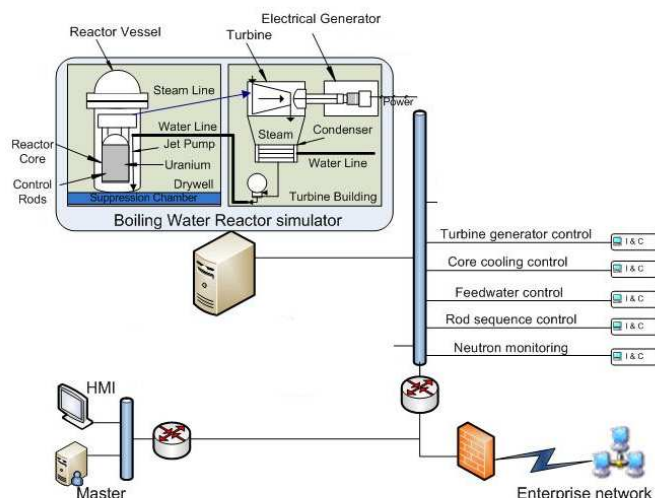 Electrical Generator
Reactor Vessel
Turbine
Steam Line
Power
Water Line
Steam
Condenser
Jet Pump
Water Line
Reactor
Core
Uranium
Control
Rods
Drywell
Turbine Building
Suppression Chamber
Boiling Water Reactor simulator
Turbine generator control
I & C
Core cooling control
I & C
Feedwater control
I & C
Rod sequence control
I & C
Neutron monitoring
I & C
HMI
Master
Enterprise network